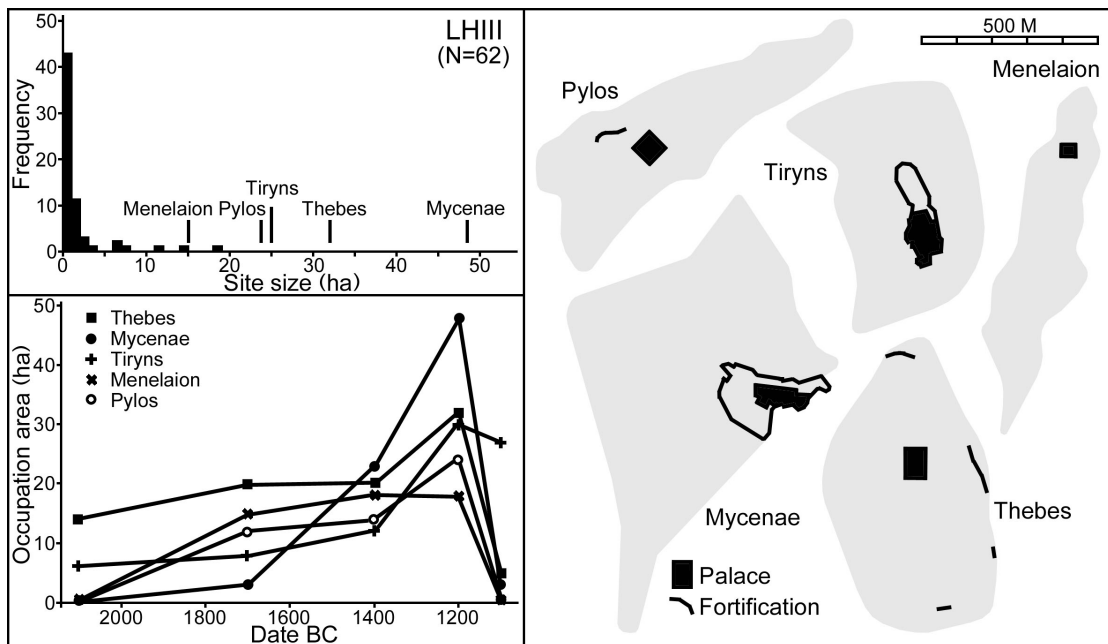 50
LHIII
(N=62)
40
30
20
10
0
Frequency
Tiryns
Menelaion Pylos
Thebes
Mycenae
0
10
20
30
40
50
Site size (ha)
50
40
30
20
10
0
Occupation area (ha)
Thebes
Mycenae
Tiryns
Menelaion
Pylos
2000
1800
1600
1400
1200
Date BC
500 M
Menelaion
Pylos
Tiryns
Mycenae
Thebes
Palace
Fortification